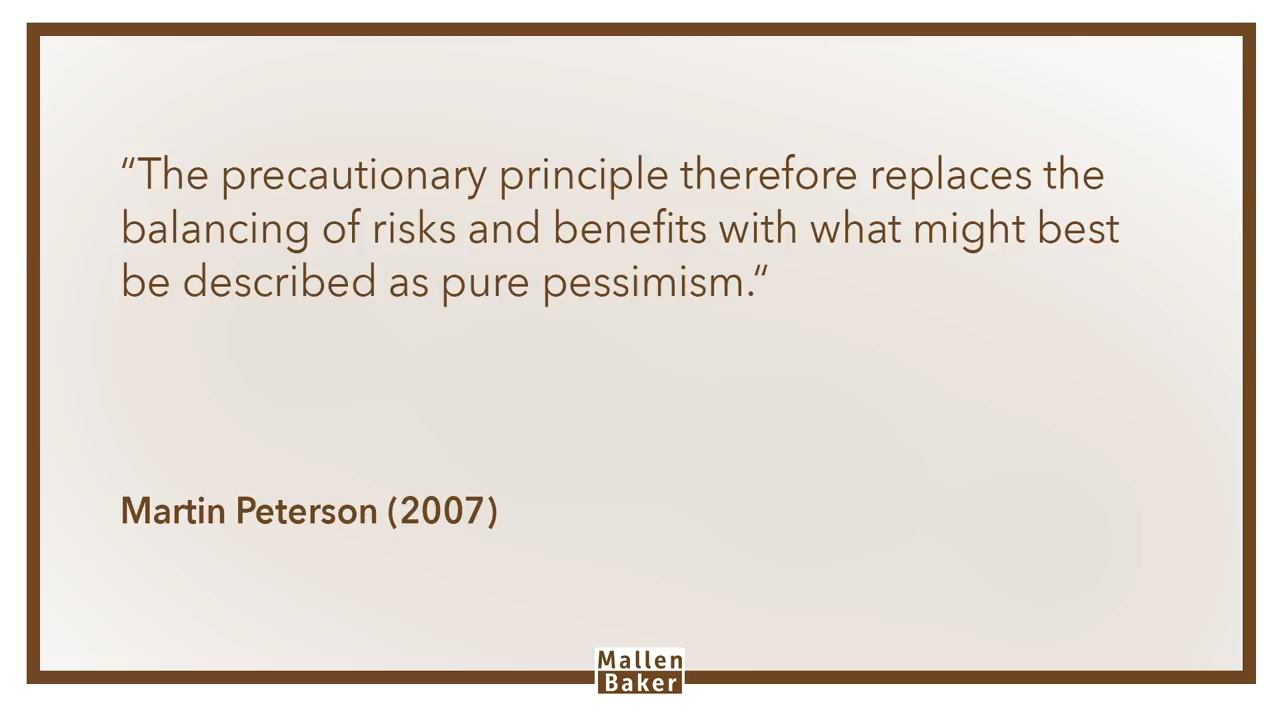 “The precautionary principle therefore replaces the
balancing of risks and benefits with what might best
be described as pure pessimism.“
Martin Peterson (2007)
Mallen
Baker